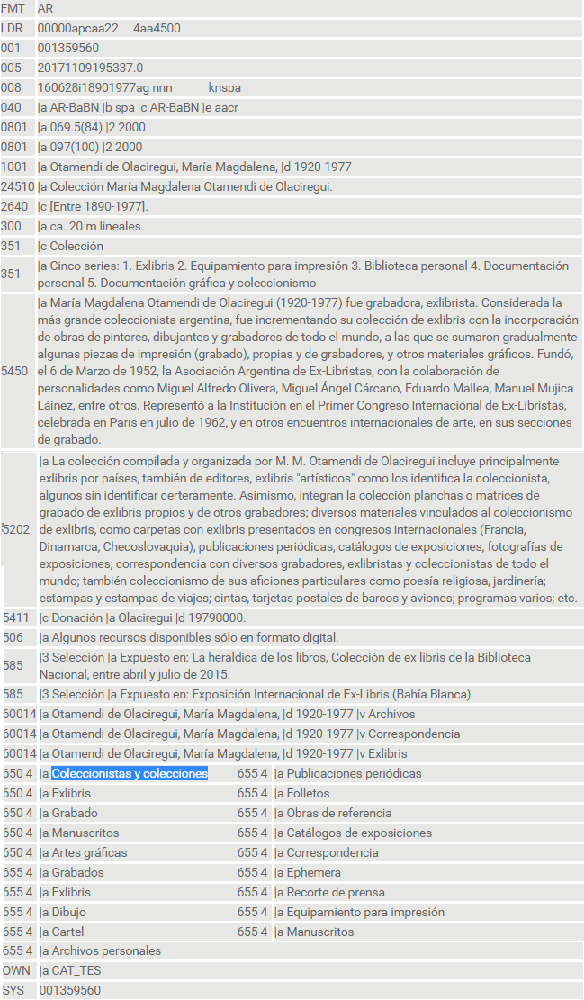 FMT AR
LDR 00000apcaa22 4aa4500
001 001359560
005 20171109195337.0
008 160628i18901977ag nnn knspa
040 |a AR-BaBN |b spa |c AR-BaBN |e aacr
0801 |a 069.5(84) |2 2000
0801 |a 097(100) |2 2000
1001 |a Otamendi de Olaciregui, María Magdalena, |d 1920-1977
24510 |a Colección María Magdalena Otamendi de Olaciregui.
2640 |c [Entre 1890-1977].
300 |a ca. 20 m lineales.
351 |c Colección
351 |a Cinco series: 1. Exlibris 2. Equipamiento para impresión 3. Biblioteca personal 4. Documentación
personal 5. Documentación gráfica y coleccionismo
5450 |a María Magdalena Otamendi de Olaciregui (1920-1977) fue grabadora, exlibrista. Considerada la
más grande coleccionista argentina, fue incrementando su colección de exlibris con la incorporación
de obras de pintores, dibujantes y grabadores de todo el mundo, a las que se sumaron gradualmente
algunas piezas de impresión (grabado), propias y de grabadores, y otros materiales gráficos. Fundó,
el 6 de Marzo de 1952, la Asociación Argentina de Ex-Libristas, con la colaboración de
personalidades como Miguel Alfredo Olivera, Miguel Ángel Cárcano, Eduardo Mallea, Manuel Mujica
Láinez, entre otros. Representó a la Institución en el Primer Congreso Internacional de Ex-Libristas,
celebrada en Paris en julio de 1962, y en otros encuentros internacionales de arte, en sus secciones
de grabado.
5202 |a La colección compilada y organizada por M. M. Otamendi de Olaciregui incluye principalmente
exlibris por países, también de editores, exlibris "artísticos" como los identifica la coleccionista,
algunos sin identificar certeramente. Asimismo, integran la colección planchas o matrices de
grabado de exlibris propios y de otros grabadores; diversos materiales vinculados al coleccionismo
de exlibris, como carpetas con exlibris presentados en congresos internacionales (Francia,
Dinamarca, Checoslovaquia), publicaciones periódicas, catálogos de exposiciones, fotografías de
exposiciones; correspondencia con diversos grabadores, exlibristas y coleccionistas de todo el
mundo; también coleccionismo de sus aficiones particulares como poesía religiosa, jardinería;
estampas y estampas de viajes; cintas, tarjetas postales de barcos y aviones; programas varios; etc.
5411 |c Donación |a Olaciregui |d 19790000.
506 |a Algunos recursos disponibles sólo en formato digital.
585 |3 Selección |a Expuesto en: La heráldica de los libros, Colección de ex libris de la Biblioteca
Nacional, entre abril y julio de 2015.
585 |3 Selección |a Expuesto en: Exposición Internacional de Ex-Libris (Bahía Blanca)
60014 |a Otamendi de Olaciregui, María Magdalena, |d 1920-1977 |v Archivos
60014 |a Otamendi de Olaciregui, María Magdalena, |d 1920-1977 |v Correspondencia
60014 |a Otamendi de Olaciregui, María Magdalena, |d 1920-1977 |v Exlibris
650 4 |a Coleccionistas y colecciones 655 4 |a Publicaciones periódicas
650 4 |a Exlibris 655 4 |a Folletos
650 4 |a Grabado 655 4 |a Obras de referencia
650 4 |a Manuscritos 655 4 |a Catálogos de exposiciones
650 4 |a Artes gráficas 655 4 |a Correspondencia
655 4 |a Grabados 655 4 |a Ephemera
655 4 |a Exlibris 655 4 |a Recorte de prensa
655 4 |a Dibujo 655 4 |a Equipamiento para impresión
655 4 |a Cartel 655 4 |a Manuscritos
655 4 |a Archivos personales
OWN |a CAT_TES
SYS 001359560